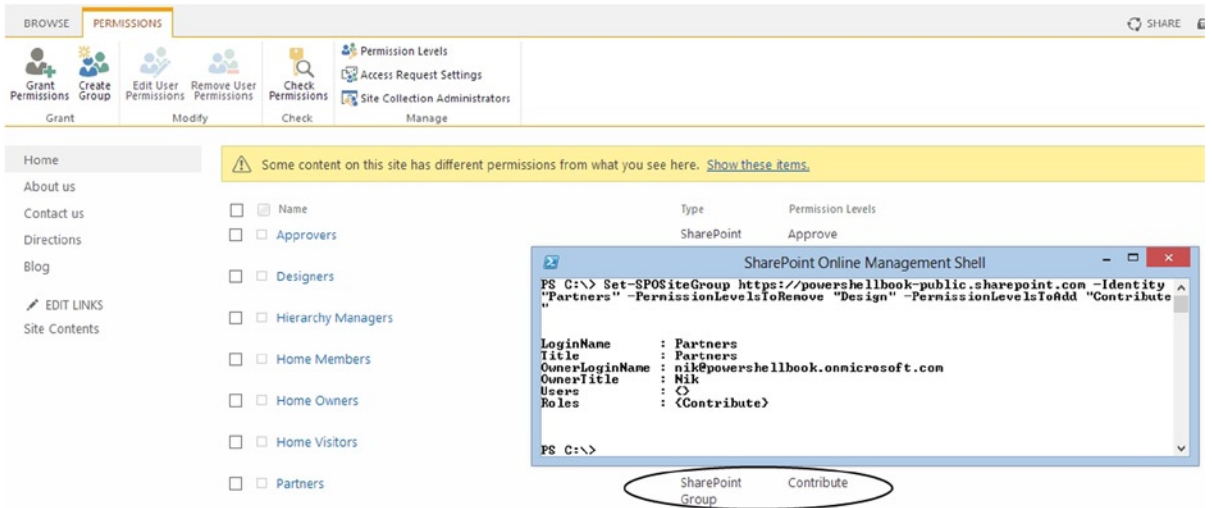 BROWSE PERMISSIONS
SHARE
Grant Permissions
Create Group
Edit User Permissions
Remove User Permissions
Check Permissions
Permission Levels
Access Request Settings
Site Collection Administrators
Grant Modify Check Manage
Home
About us
Contact us
Directions
Blog
EDIT LINKS
Site Contents
Some content on this site has different permissions from what you see here. Show these items.
Name Type Permission Levels
Approvers SharePoint Approve
Designers
Hierarchy Managers
Home Members
Home Owners
Home Visitors
Partners SharePoint Group Contribute
SharePoint Online Management Shell
PS C:\> Set-SPOSiteGroup https://powershellbook-public.sharepoint.com -Identity
"Partners" -PermissionLevelsToRemove "Design" -PermissionLevelsToAdd "Contribute
"
LoginName : Partners
Title : Partners
OwnerLoginName : nik@powershellbook.onmicrosoft.com
OwnerTitle : Nik
Users : {}
Roles : {Contribute}
PS C:\>